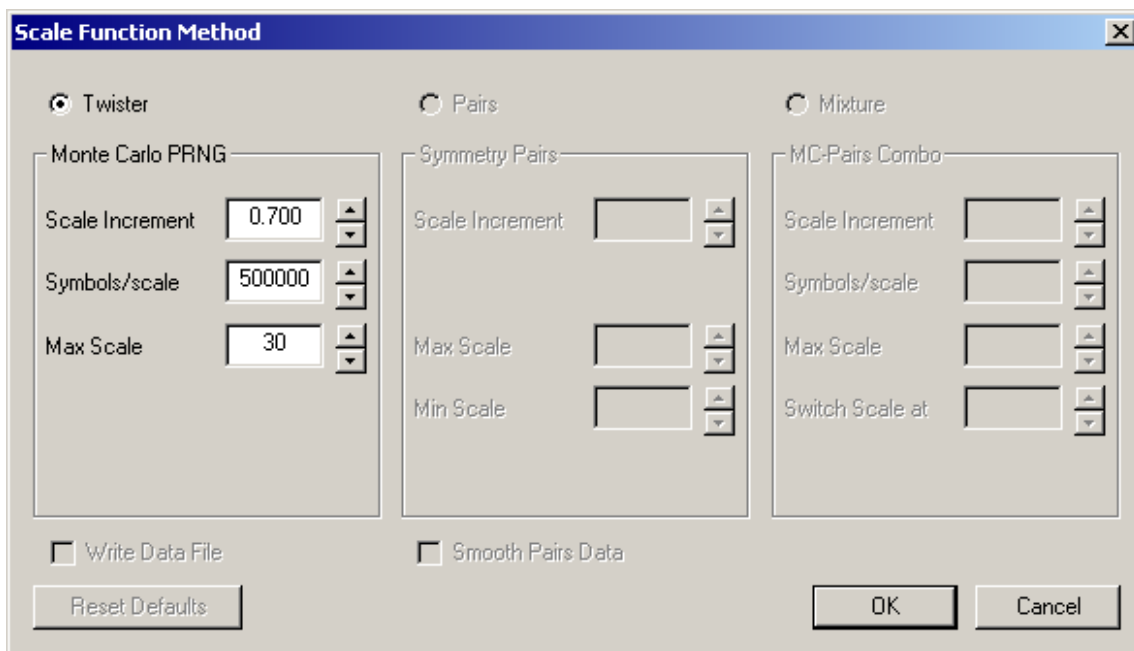 Scale Function Method
Twister Pairs Mixture
Monte Carlo PRNG Symmetry Pairs MC-Pairs Combo
Scale Increment 0.700 Scale Increment Scale Increment
Symbols/scale 500000 Symbols/scale
Max Scale 30 Max Scale Max Scale
Min Scale Switch Scale at
Write Data File Smooth Pairs Data
Reset Defaults OK Cancel